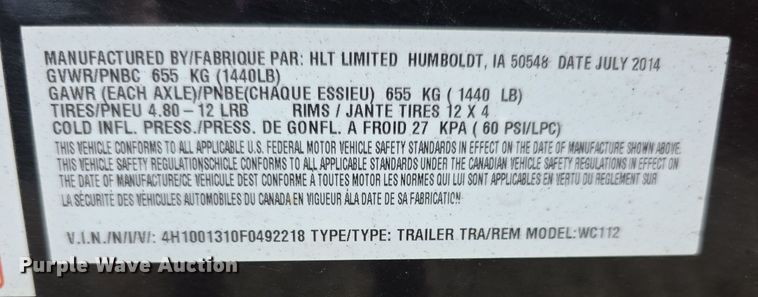 MANUFACTURED BY/FABRIQUE PAR: HLT LIMITED HUMBOLDT, IA 50548 DATE JULY 2014
GVWR/PNBC 655 KG (1440LB)
GAWR (EACH AXLE)/PNBE(CHAQUE ESSIEU) 655 KG ( 1440 LB)
TIRES/PNEU 4.80-12 LRB RIMS / JANTE TIRES 12 X 4
COLD INFL. PRESS./PRESS. DE GONFL. A FROID 27 KPA ( 60 PSI/LPC)
THIS VEHICLE CONFORMS TO ALL APPLICABLE U.S. FEDERAL MOTOR VEHICLE SAFETY STANDARDS IN EFFECT ON THE DATE OF MANUFACTURE SHOWN ABOVE.
THIS VEHICLE SAFETY REGULATIONSCHICLE CONFORMS TO ALL APPLICABLE STANDARDS UNDER THE CANADIAN VEHICLE SAFETY REGULATIONS IN EFFECT ON
THE DATE OF MANUFACTURE/CE VEHICULE DEST CONFORME À TOUTES MOTOR LES NORMES QUI LUI SONT APPLICABLES EN VERTU DU REGLEMENT SUR
LA SÉCURITÉ DES VÉHICULES AUTOMOBILES DU CANADA EN VIGUEUR ÀLA DATE DE SA FABRICATION.
V.I.N./N/I/V/: 4H1001310F0492218 TYPE/TYPE: TRAILER TRA/REM MODEL:WC112
Purple Wave Auction